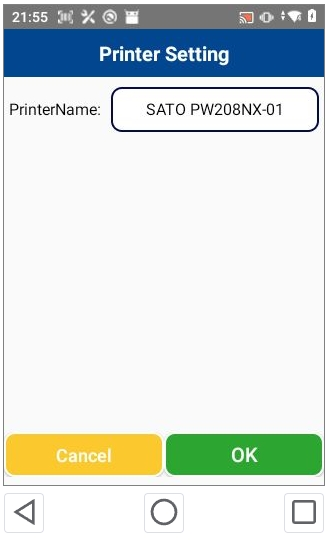 21:55
Printer Setting
PrinterName: SATO PW208NX-01
Cancel OK